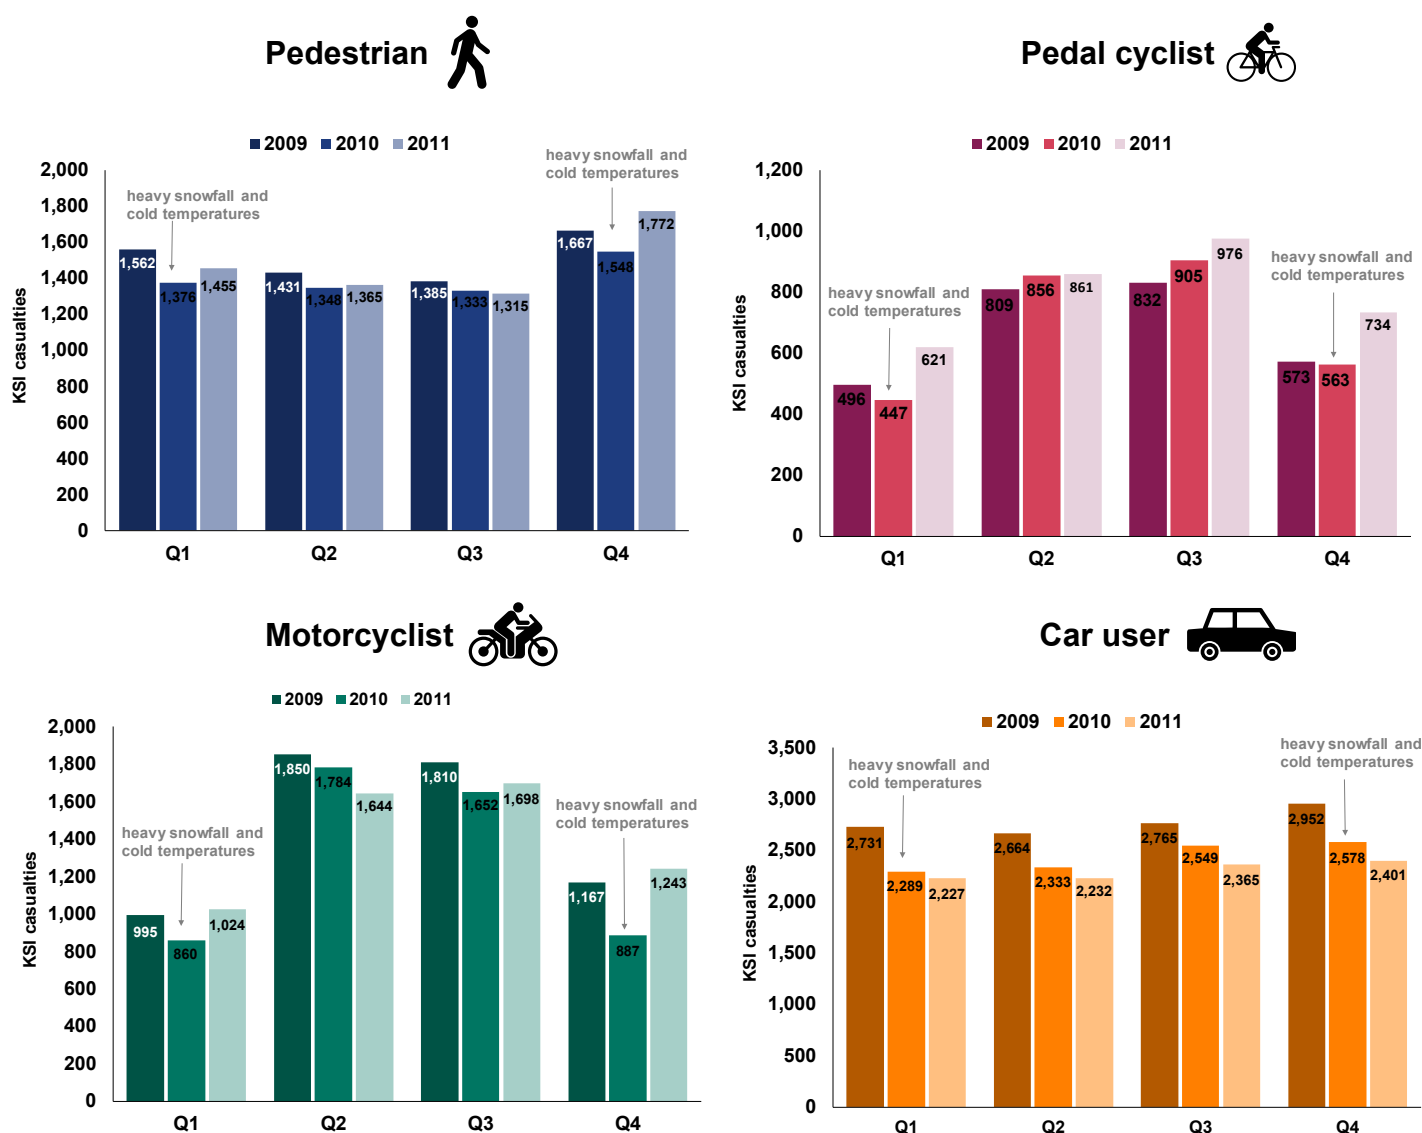 Pedestrian
2009 2010 2011
heavy snowfall and
cold temperatures
heavy snowfall and
cold temperatures
KSI casualties
2,000
1,800
1,600
1,400
1,200
1,000
800
600
400
200
0
1,562 1,376 1,455
1,431 1,348 1,365
1,385 1,333 1,315
1,667 1,548 1,772
Q1 Q2 Q3 Q4
Pedal cyclist
2009 2010 2011
heavy snowfall and
cold temperatures
heavy snowfall and
cold temperatures
KSI casualties
1,200
1,000
800
600
400
200
0
496 447 621
809 856 861
832 905 976
573 563 734
Q1 Q2 Q3 Q4
Motorcyclist
2009 2010 2011
heavy snowfall and
cold temperatures
heavy snowfall and
cold temperatures
KSI casualties
2,000
1,800
1,600
1,400
1,200
1,000
800
600
400
200
0
995 860 1,024
1,850 1,784 1,644
1,810 1,652 1,698
1,167 887 1,243
Q1 Q2 Q3 Q4
Car user
2009 2010 2011
heavy snowfall and
cold temperatures
heavy snowfall and
cold temperatures
KSI casualties
3,500
3,000
2,500
2,000
1,500
1,000
500
0
2,731 2,289 2,227
2,664 2,333 2,232
2,765 2,549 2,365
2,952 2,578 2,401
Q1 Q2 Q3 Q4